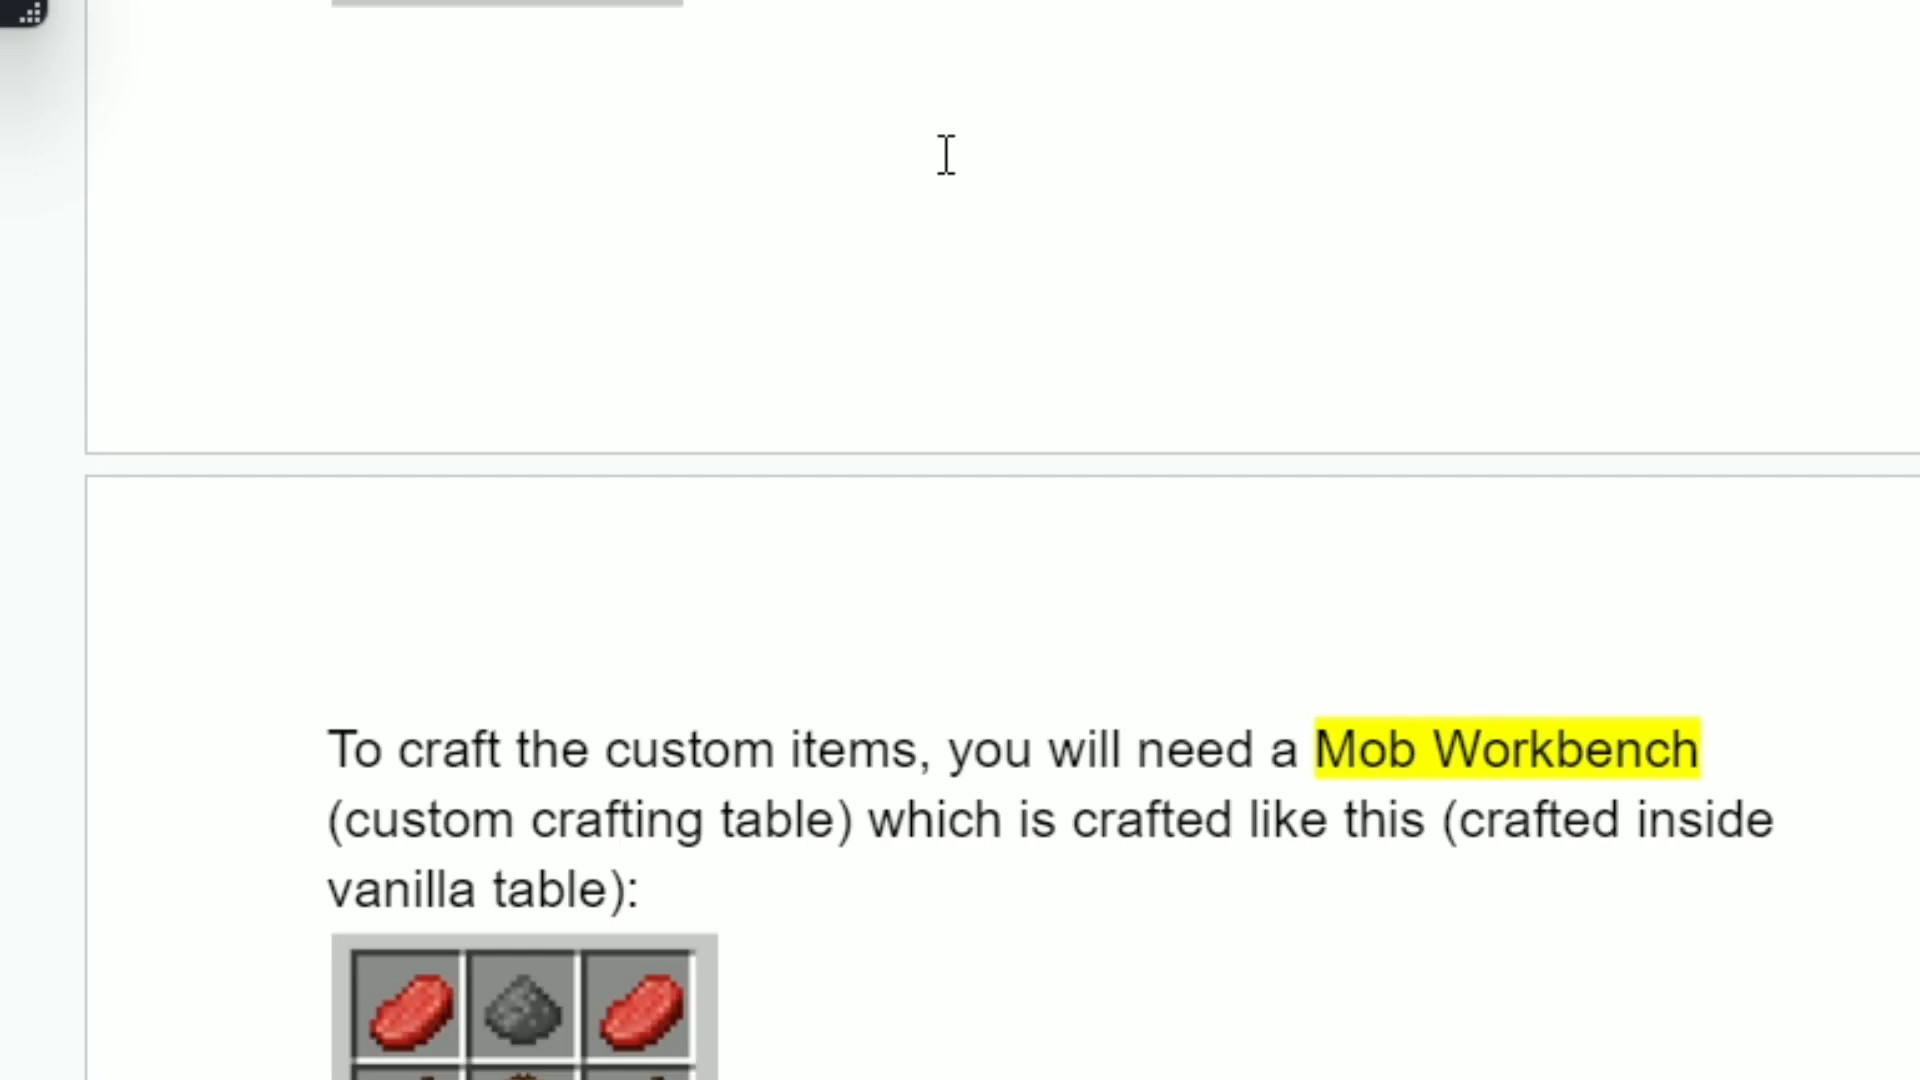 To craft the custom items, you will need a Mob Workbench
(custom crafting table) which is crafted like this (crafted inside
vanilla table):